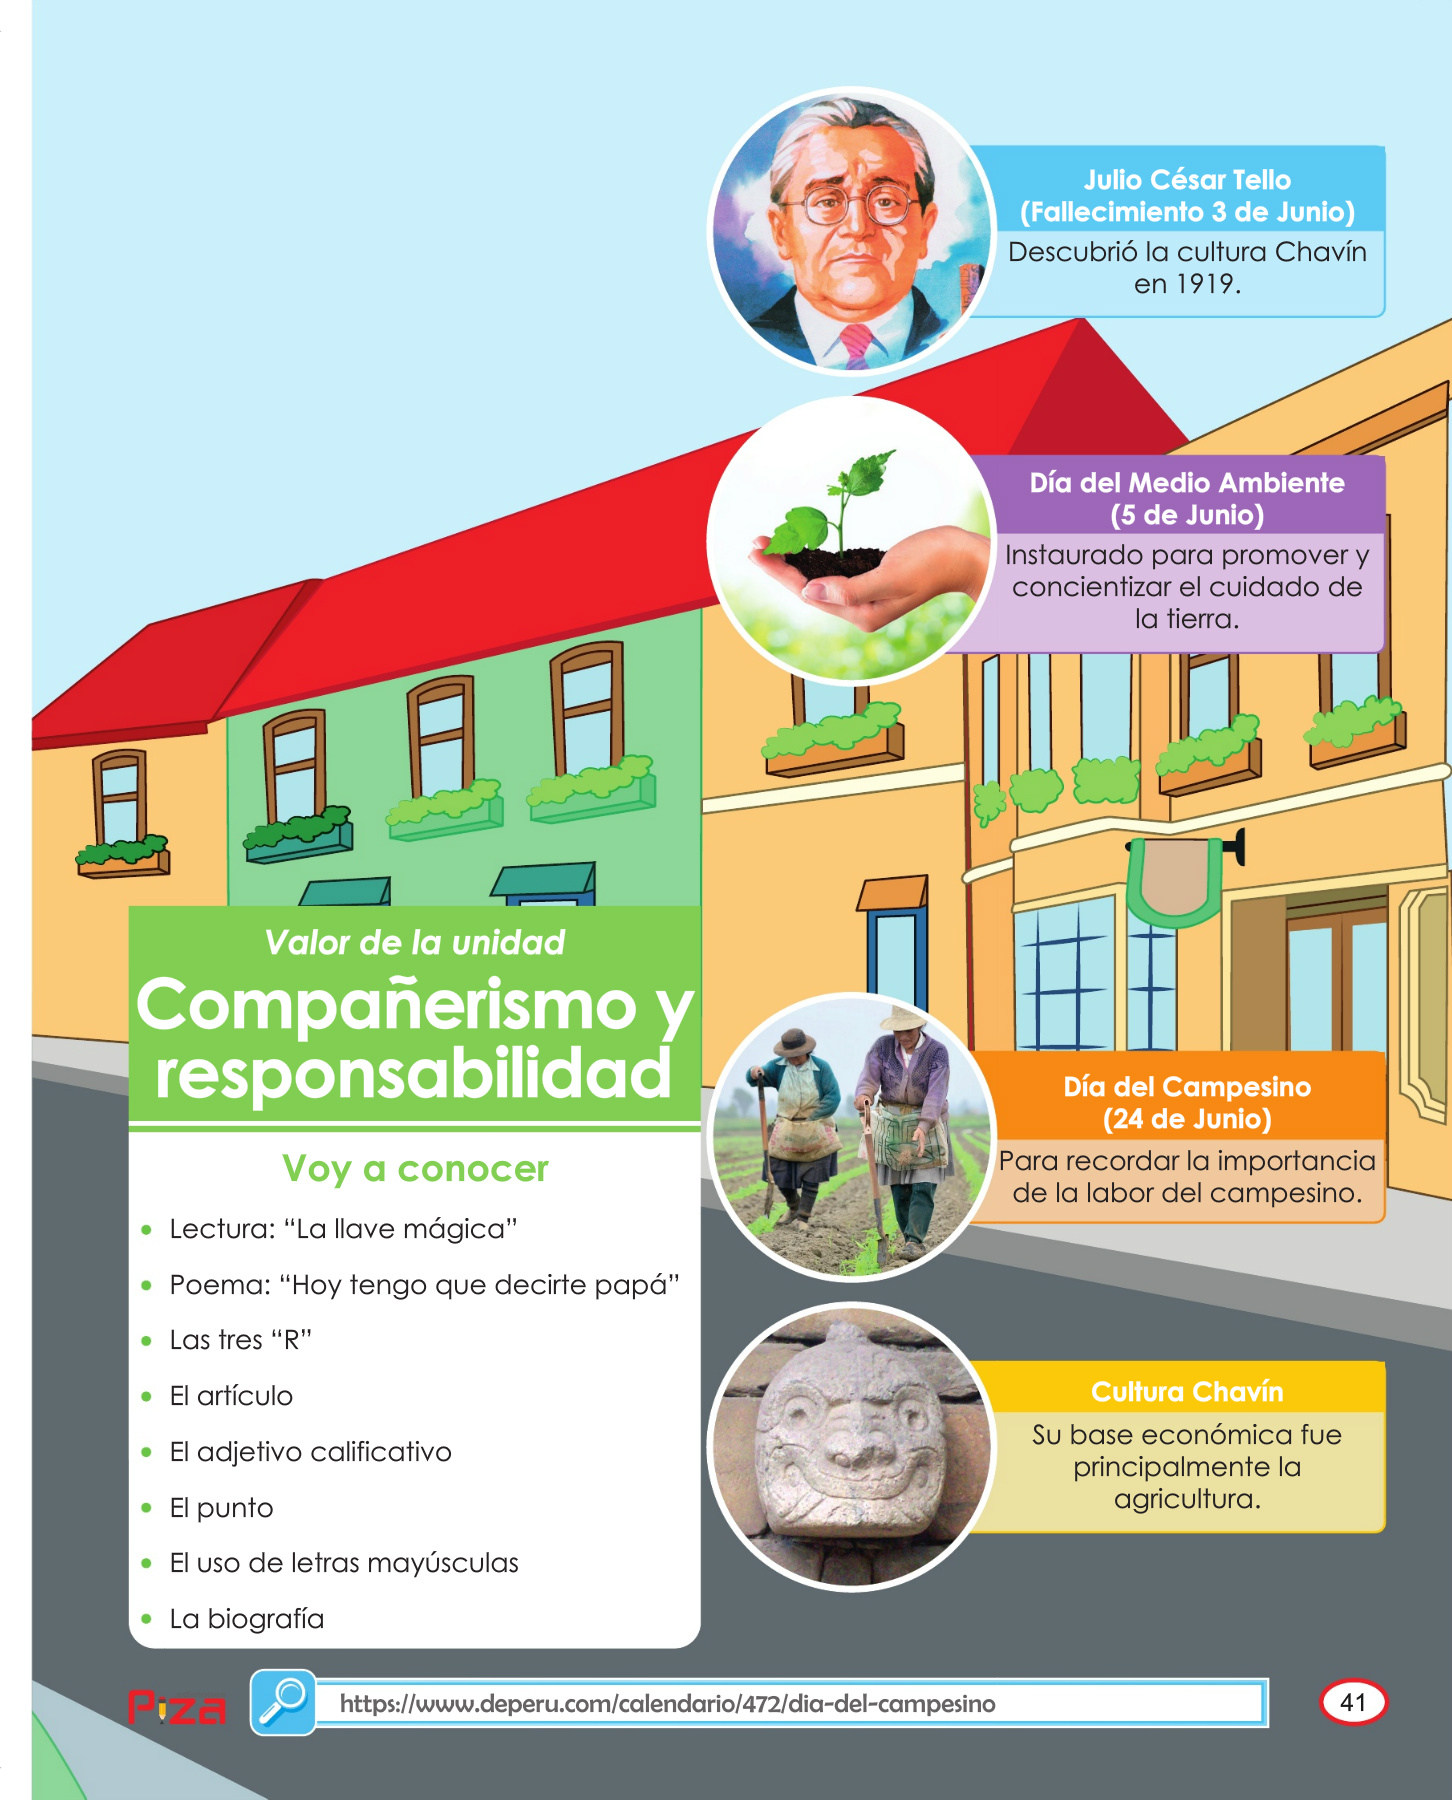 Julio César Tello
(Fallecimiento 3 de Junio)
Descubrió la cultura Chavín
en 1919.
Día del Medio Ambiente
(5 de Junio)
Instaurado para promover y
concientizar el cuidado de
la tierra.
Valor de la unidad
Compañerismo y
responsabilidad
Voy a conocer
• Lectura: “La llave mágica”
• Poema: “Hoy tengo que decirte papá”
• Las tres “R”
• El artículo
• El adjetivo calificativo
• El punto
• El uso de letras mayúsculas
• La biografía
Día del Campesino
(24 de Junio)
Para recordar la importancia
de la labor del campesino.
Cultura Chavín
Su base económica fue
principalmente la
agricultura.
Piza
https://www.deperu.com/calendario/472/dia-del-campesino
41